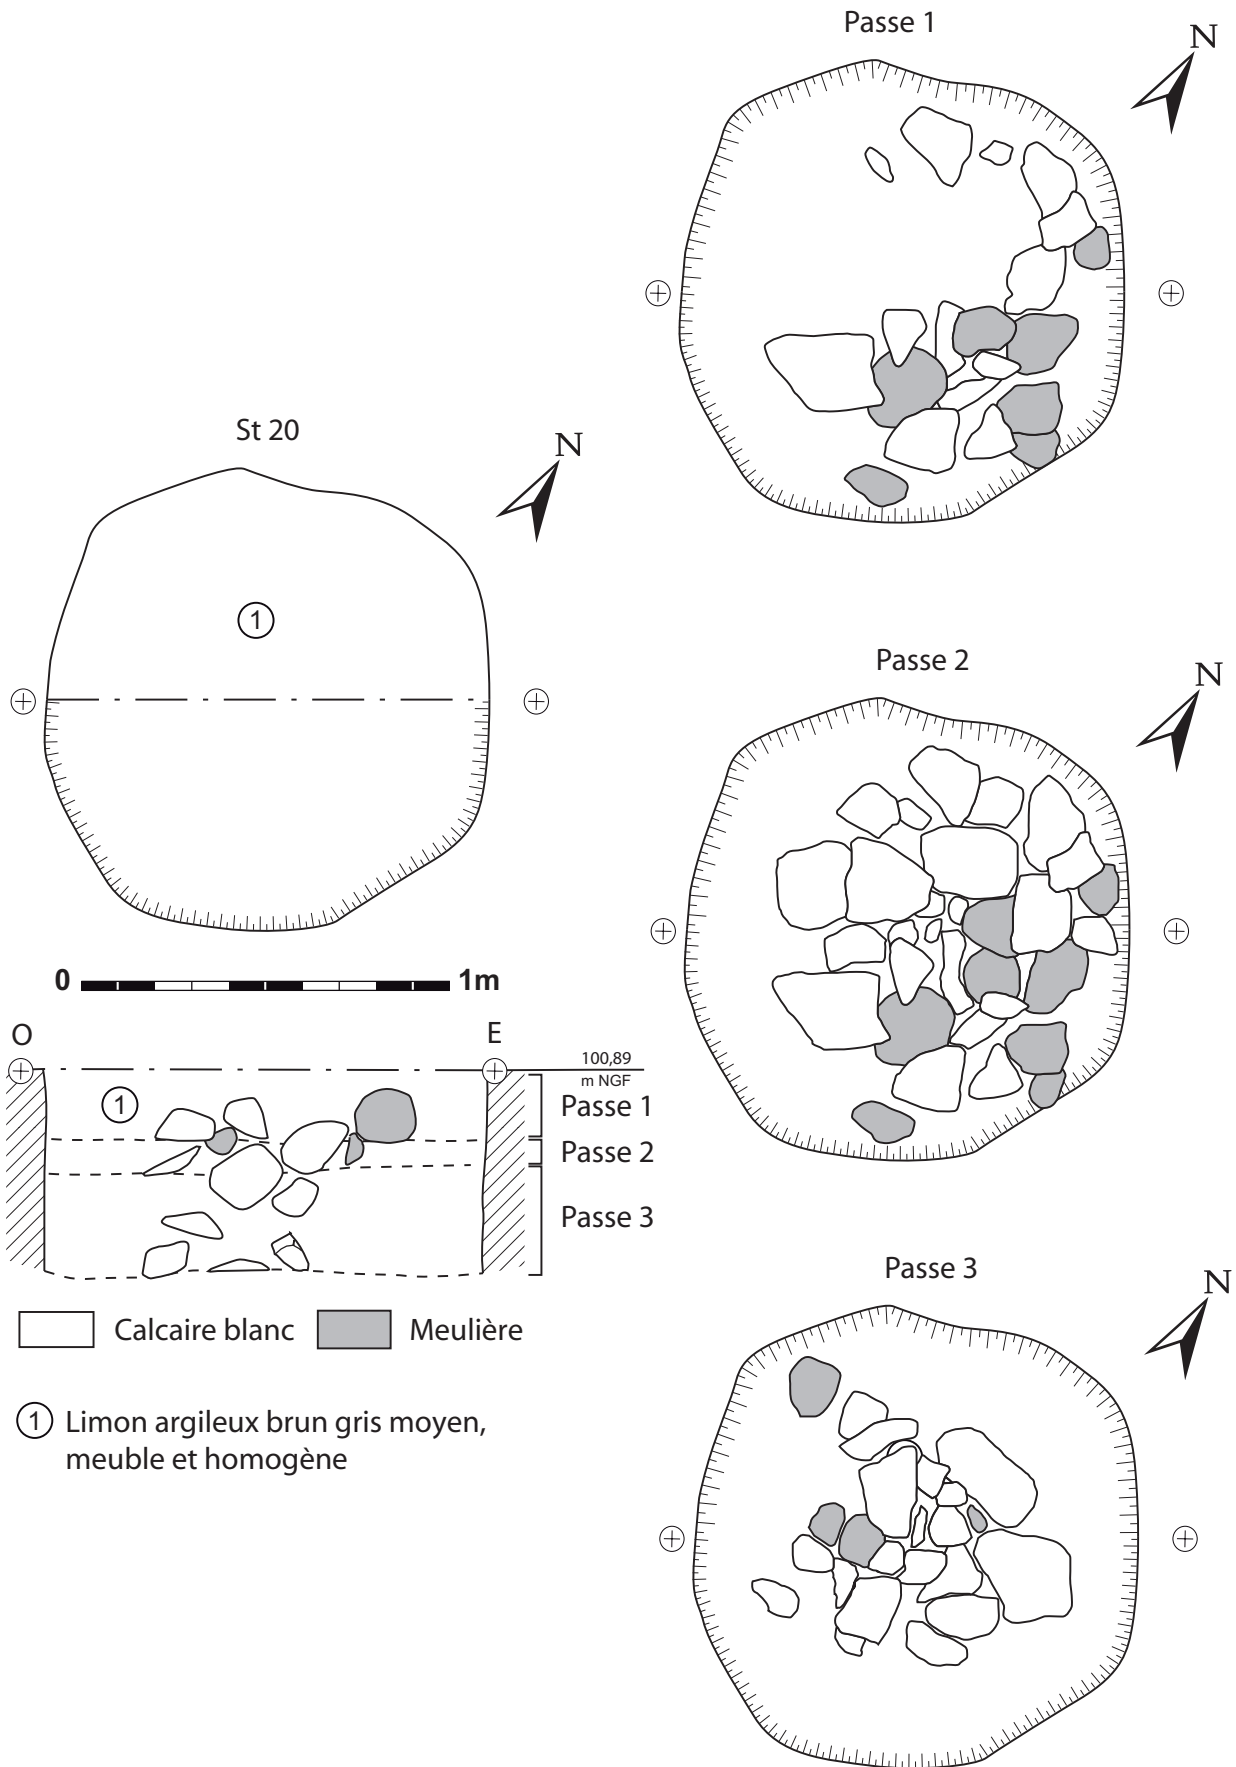 Passe 1
N
St 20
N
1
Passe 2
N
0 1m
O E
100,89
m NGF
1
Passe 1
Passe 2
Passe 3
Calcaire blanc Meulière
Passe 3
N
1 Limon argileux brun gris moyen,
meuble et homogène